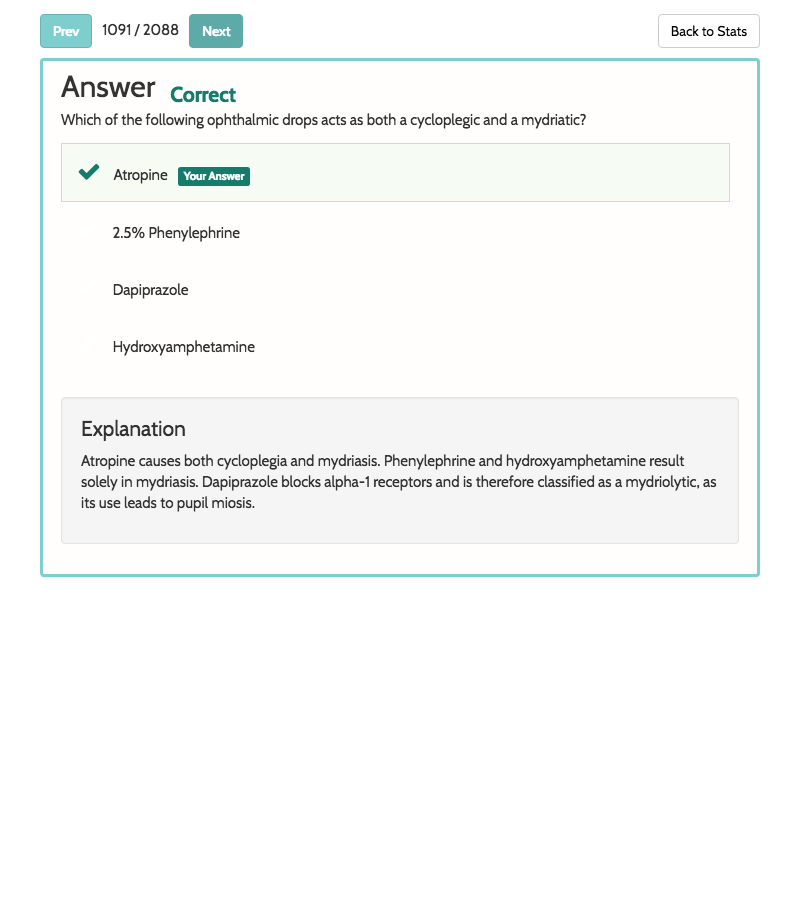 Prev 1091 / 2088 Next Back to Stats
Answer Correct
Which of the following ophthalmic drops acts as both a cycloplegic and a mydriatic?
Atropine Your Answer
2.5% Phenylephrine
Dapiprazole
Hydroxyamphetamine
Explanation
Atropine causes both cycloplegia and mydriasis. Phenylephrine and hydroxyamphetamine result
solely in mydriasis. Dapiprazole blocks alpha-1 receptors and is therefore classified as a mydriolytic, as
its use leads to pupil miosis.